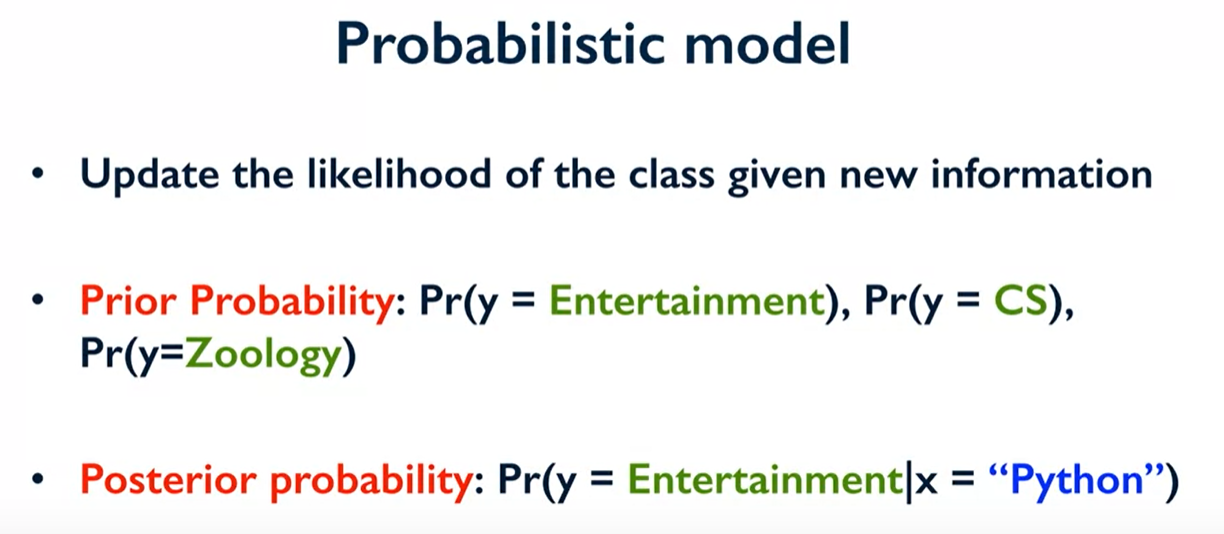 Probabilistic model
• Update the likelihood of the class given new information
• Prior Probability: Pr(y = Entertainment), Pr(y = CS),
Pr(y=Zoology)
• Posterior probability: Pr(y = Entertainment|x = “Python”)